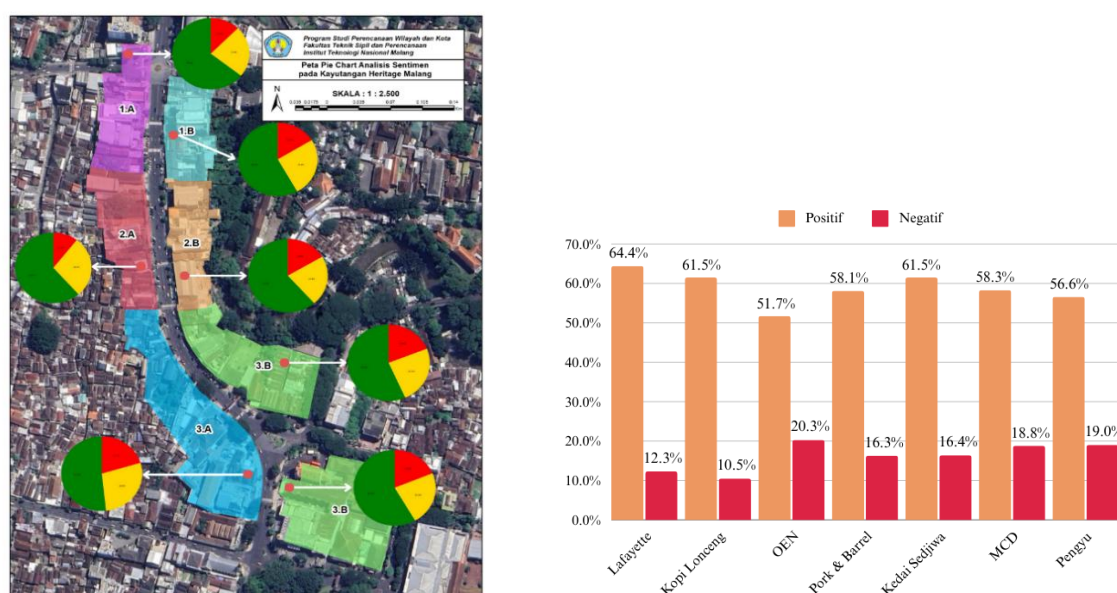 Program Studi Perencanaan Wilayah dan Kota
Fakultas Teknik Sipil dan Perencanaan
Institut Teknologi Nasional Malang
Peta Pie Chart Analisis Sentimen
pada Kayutangan Heritage Malang
N
SKALA : 1 : 2.500
1.A
1.B
2.A
2.B
3.B
3.A
3.B
Positif
Negatif
70.0%
60.0%
50.0%
40.0%
30.0%
20.0%
10.0%
0.0%
64.4%
12.3%
61.5%
10.5%
51.7%
20.3%
58.1%
16.3%
61.5%
16.4%
58.3%
18.8%
56.6%
19.0%
Lafayette
Kopi Lonceng
OEN
Pork & Barrel
Kedai Sedjiwa
MCD
Pengyu